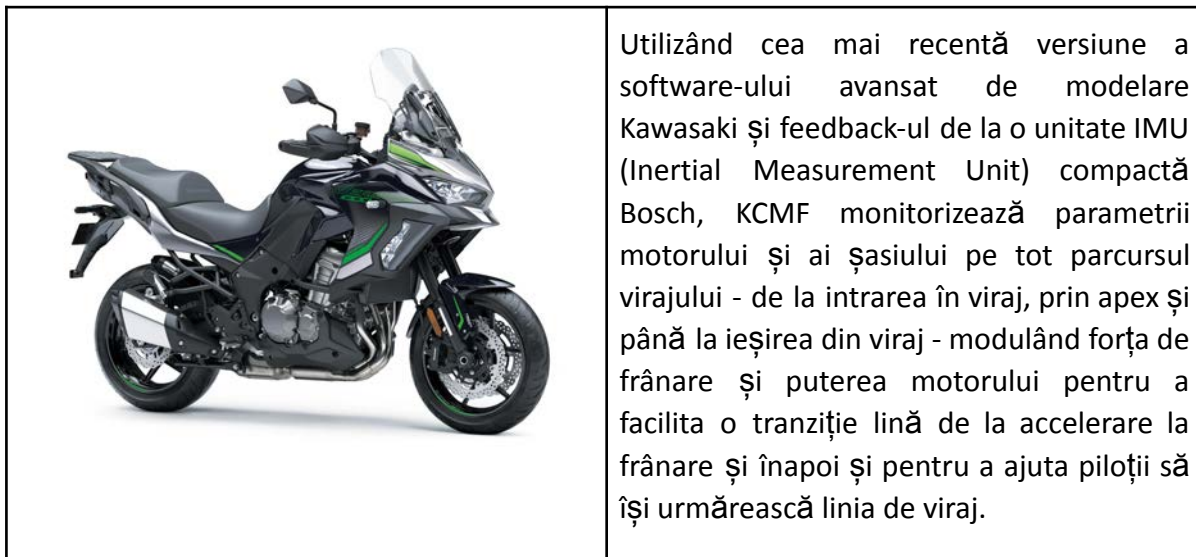 Utilizând cea mai recentă versiune a
software-ului avansat de modelare
Kawasaki și feedback-ul de la o unitate IMU
(Inertial Measurement Unit) compactă
Bosch, KCMF monitorizează parametrii
motorului și ai șasiului pe tot parcursul
virajului - de la intrarea în viraj, prin apex și
până la ieșirea din viraj - modulând forța de
frânare și puterea motorului pentru a
facilita o tranziție lină de la accelerare la
frânare și înapoi și pentru a ajuta piloții să
își urmărească linia de viraj.